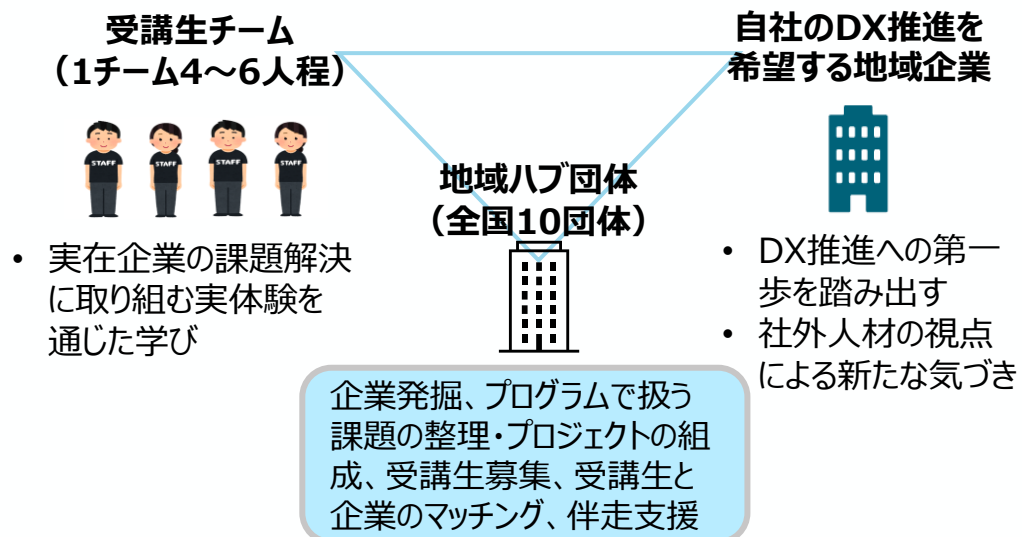 受講生チーム
（1チーム4～6人程）
STAFF STAFF STAFF STAFF
• 実在企業の課題解決
に取り組む実体験を
通じた学び
地域ハブ団体
（全国10団体）
企業発掘、プログラムで扱う
課題の整理・プロジェクトの組
成、受講生募集、受講生と
企業のマッチング、伴走支援
自社のDX推進を
希望する地域企業
• DX推進への第一
歩を踏み出す
• 社外人材の視点
による新たな気づき